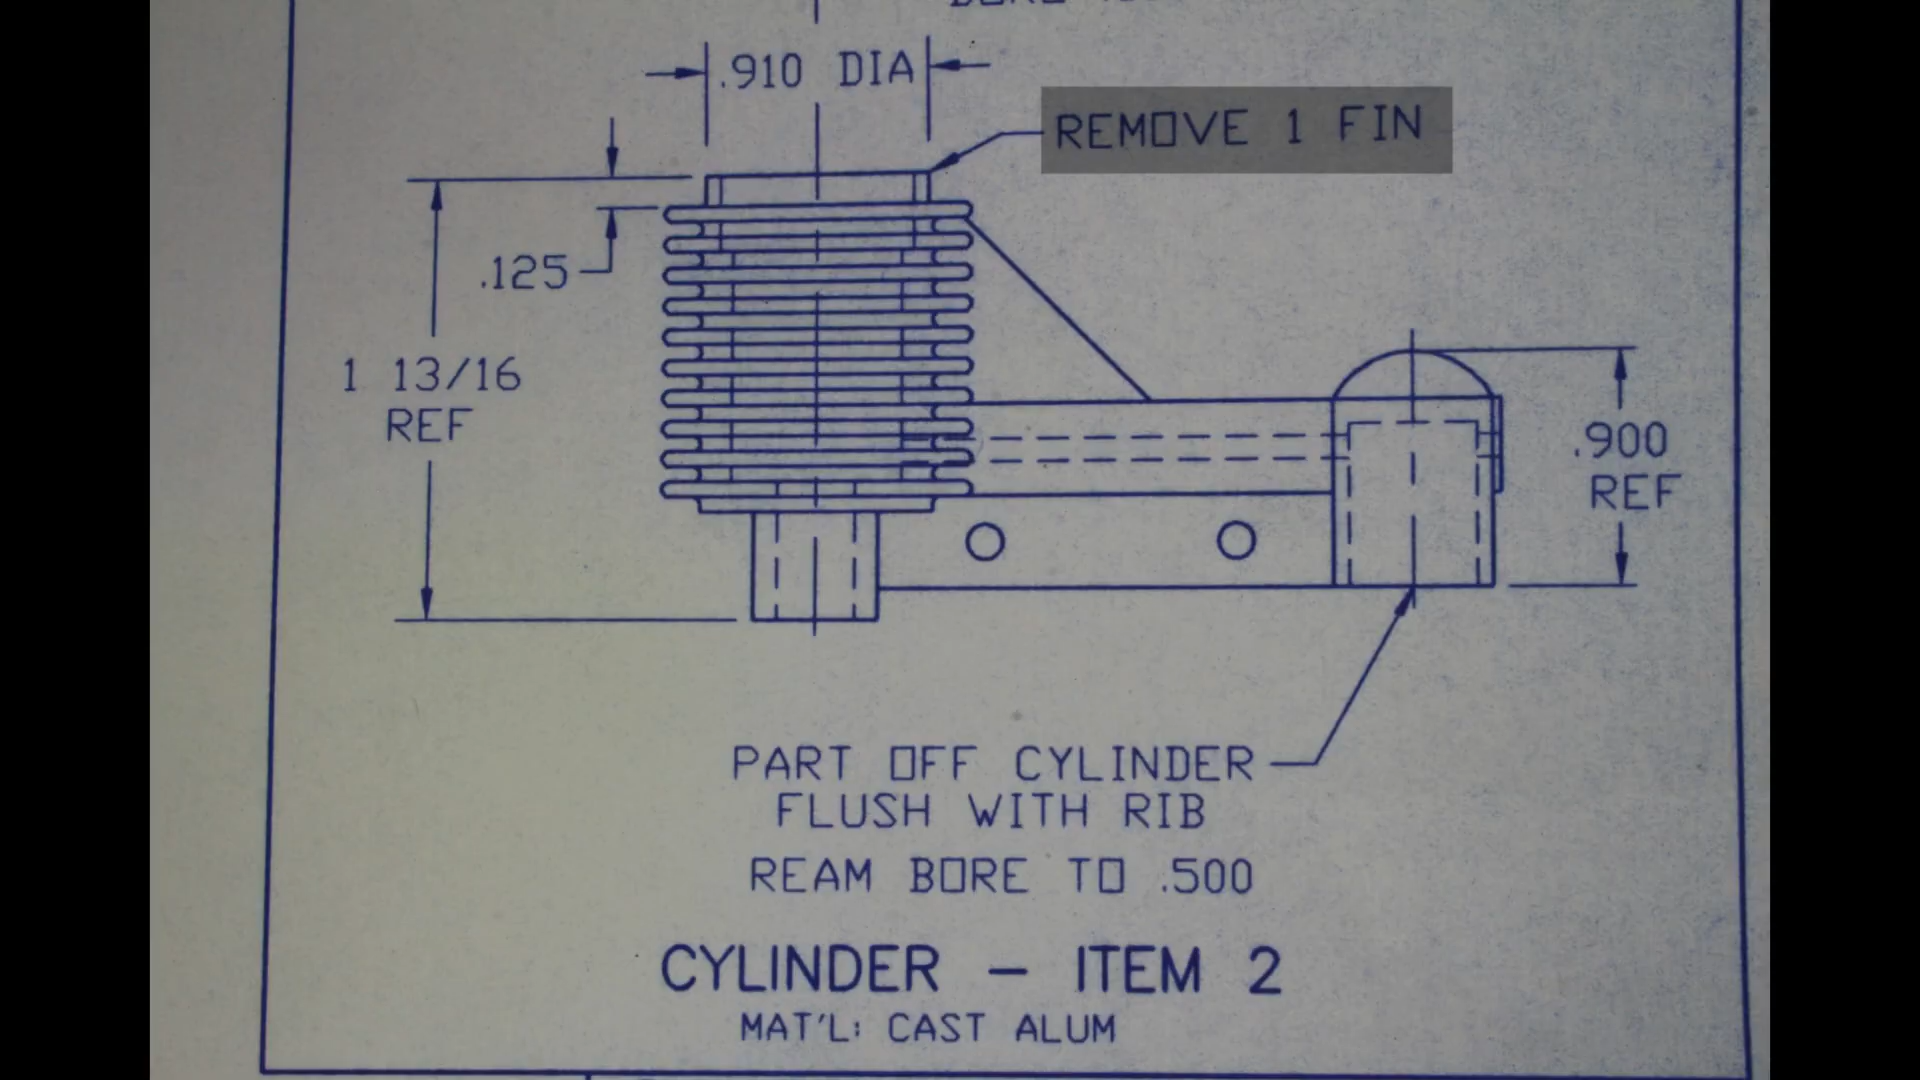 .910 DIA
REMOVE 1 FIN
.125
1 13/16
REF
.900
REF
PART OFF CYLINDER
FLUSH WITH RIB
REAM BORE TO .500
CYLINDER - ITEM 2
MAT'L: CAST ALUM